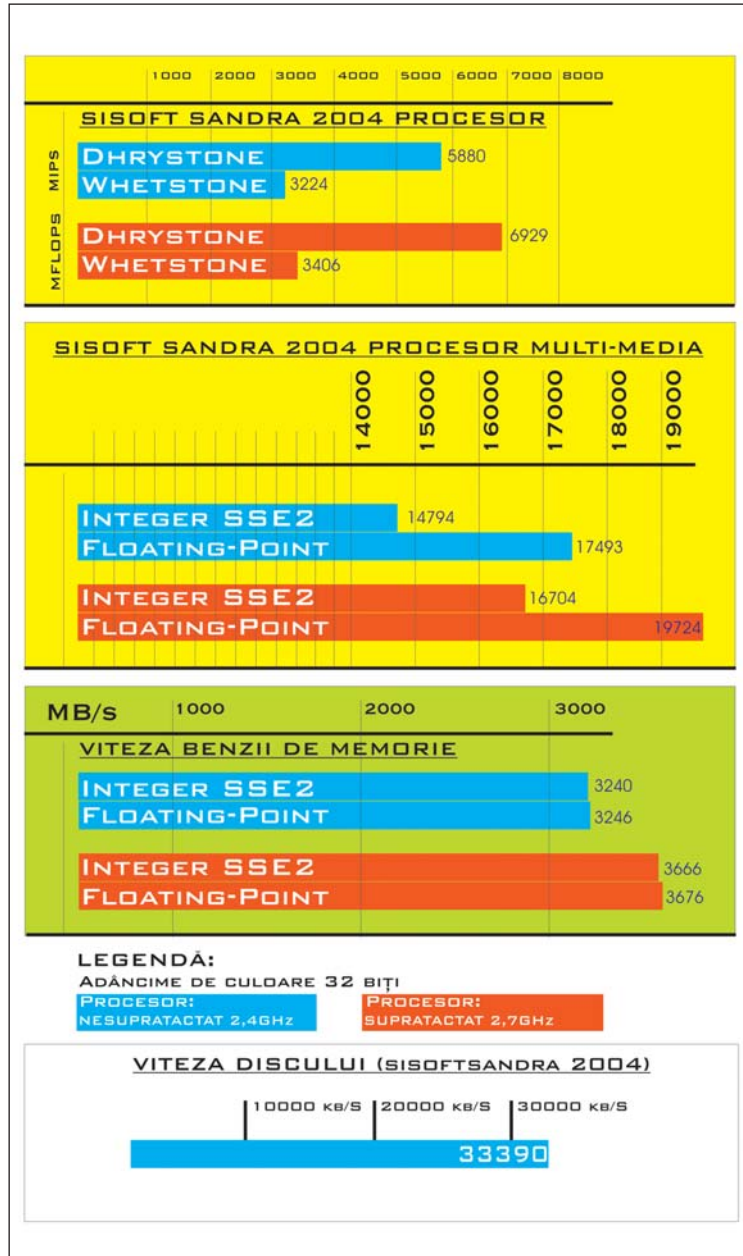 1000 2000 3000 4000 5000 6000 7000 8000
SISOFT SANDRA 2004 PROCESOR
MIPS
DHRYSTONE 5880
WHETSTONE 3224
MFLOPS
DHRYSTONE 6929
WHETSTONE 3406
SISOFT SANDRA 2004 PROCESOR MULTI-MEDIA
14000 15000 16000 17000 18000 19000
INTEGER SSE2 14794
FLOATING-POINT 17493
INTEGER SSE2 16704
FLOATING-POINT 19724
MB/s 1000 2000 3000
VITEZA BENZII DE MEMORIE
INTEGER SSE2 3240
FLOATING-POINT 3246
INTEGER SSE2 3666
FLOATING-POINT 3676
LEGENDĂ:
ADÂNCIME DE CULOARE 32 BIȚI
PROCESOR:
NESUPRATACTAT 2,4GHz
PROCESOR:
SUPRATACTAT 2,7GHz
VITEZA DISCULUI (SISOFTSANDRA 2004)
10000 KB/S 20000 KB/S 30000 KB/S
33390